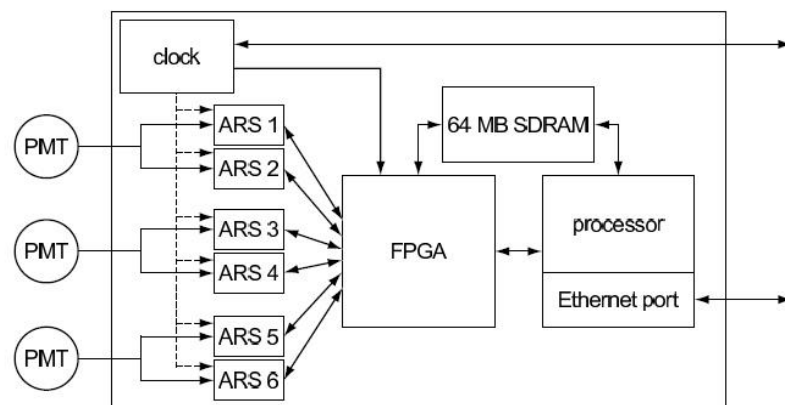 clock
PMT
ARS 1
ARS 2
64 MB SDRAM
PMT
ARS 3
ARS 4
FPGA
processor
Ethernet port
PMT
ARS 5
ARS 6